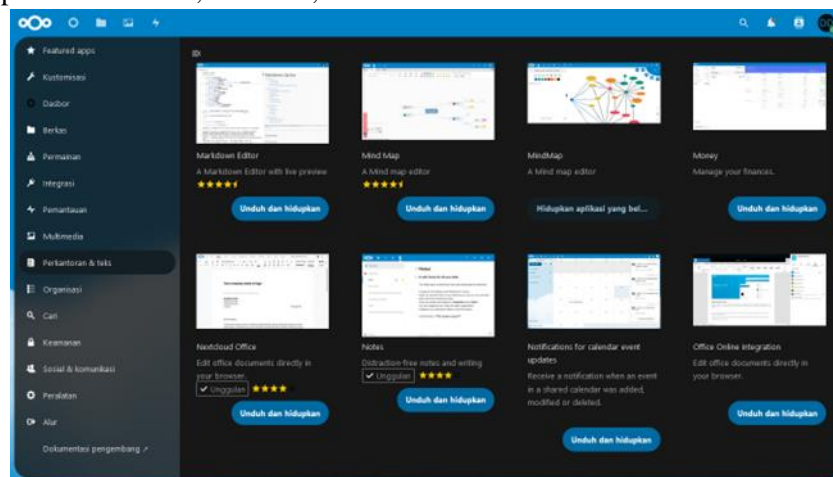 Featured apps
Kustomisasi
Dasbor
Berkas
Permainan
Integrasi
Pemantauan
Multimedia
Perkantoran & teks
Organisasi
Cari
Keamanan
Sosial & komunikasi
Peralatan
Alur
Dokumentasi pengembang ↗
Markdown Editor
A Markdown Editor with live preview
Unduh dan hidupkan
Mind Map
A Mind map editor
Unduh dan hidupkan
MindMap
A Mind map editor
Hidupkan aplikasi yang bel...
Money
Manage your finances.
Unduh dan hidupkan
Nextcloud Office
Edit office documents directly in
your browser.
✔ Unggulan
Unduh dan hidupkan
Notes
Distraction-free notes and writing
✔ Unggulan
Unduh dan hidupkan
Notifications for calendar event
updates
Receive a notification when an event
in a shared calendar was added,
modified or deleted.
Unduh dan hidupkan
Office Online integration
Edit office documents directly in
your browser.
Unduh dan hidupkan